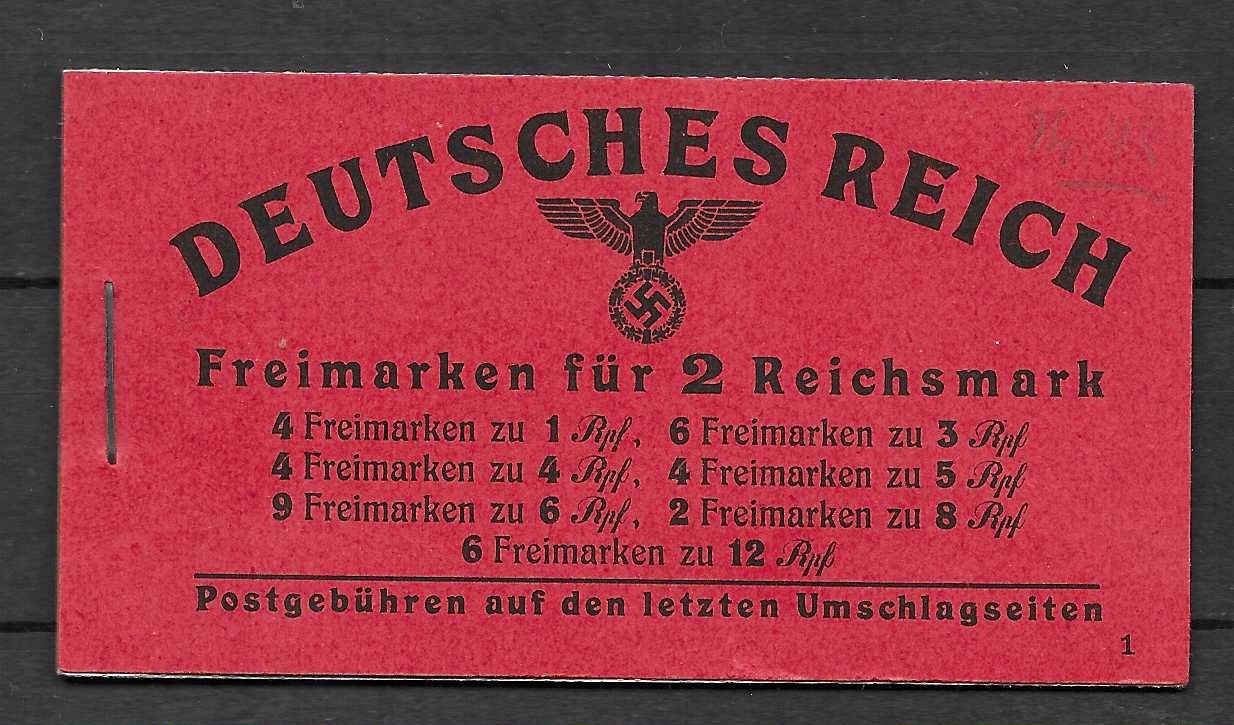 DEUTSCHES REICH
Freimarken für 2 Reichsmark
4 Freimarken zu 1 Rpf, 6 Freimarken zu 3 Rpf
4 Freimarken zu 4 Rpf, 4 Freimarken zu 5 Rpf
9 Freimarken zu 6 Rpf, 2 Freimarken zu 8 Rpf
6 Freimarken zu 12 Rpf
Postgebühren auf den letzten Umschlagseiten
1